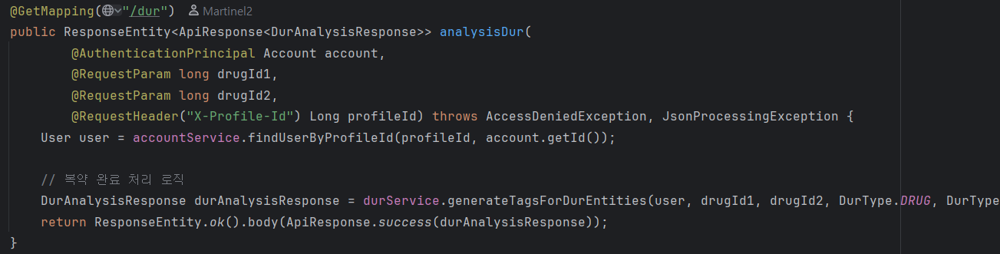 @GetMapping("/dur") Martinel2
public ResponseEntity<ApiResponse<DurAnalysisResponse>> analysisDur(
@AuthenticationPrincipal Account account,
@RequestParam long drugId1,
@RequestParam long drugId2,
@RequestHeader("X-Profile-Id") Long profileId) throws AccessDeniedException, JsonProcessingException {
User user = accountService.findUserByProfileId(profileId, account.getId());
// 복약 완료 처리 로직
DurAnalysisResponse durAnalysisResponse = durService.generateTagsForDurEntities(user, drugId1, drugId2, DurType.DRUG, DurType
return ResponseEntity.ok().body(ApiResponse.success(durAnalysisResponse));
}